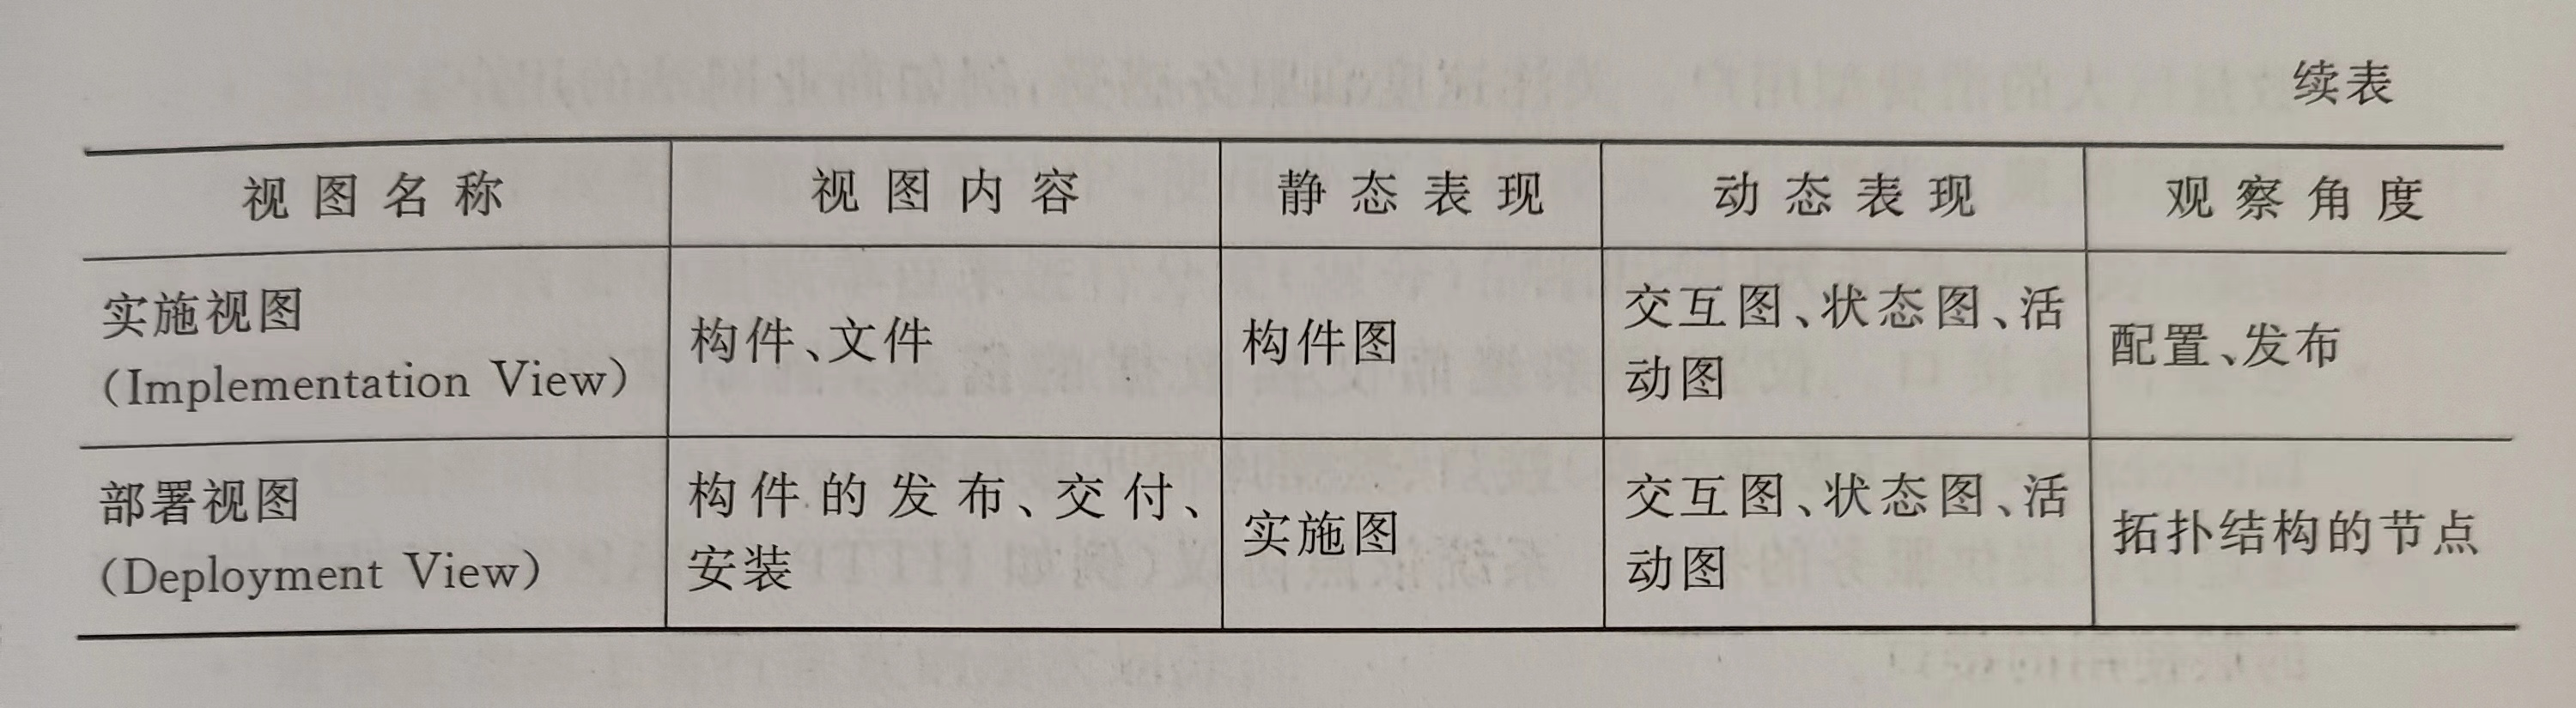 续表
视图名称 视图内容 静态表现 动态表现 观察角度
实施视图
(Implementation View)
构件、文件
构件图
交互图、状态图、活
动图
配置、发布
部署视图
(Deployment View)
构件的发布、交付、
安装
实施图
交互图、状态图、活
动图
拓扑结构的节点